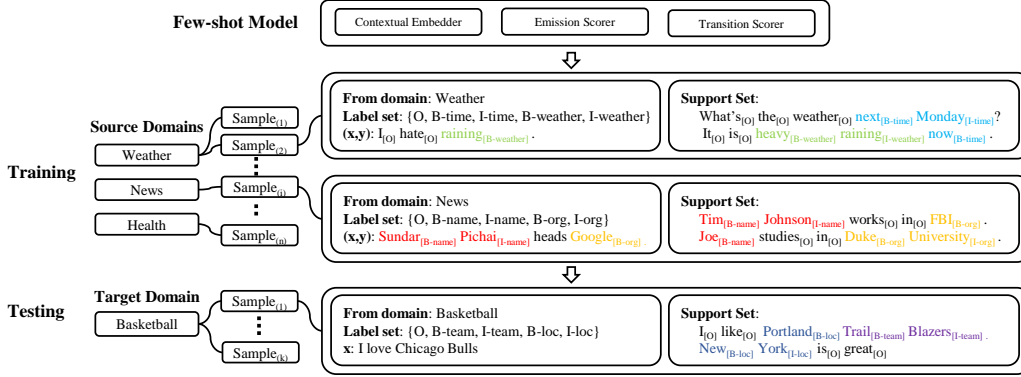 Few-shot Model
Contextual Embedder
Emission Scorer
Transition Scorer
Training
Source Domains
Weather
News
Health
Sample(1)
Sample(2)
Sample(i)
Sample(n)
From domain: Weather
Label set: {O, B-time, I-time, B-weather, I-weather}
(x,y): I[O] hate[O] raining[B-weather] .
Support Set:
What's[O] the[O] weather[O] next[B-time] Monday[I-time]?
It[O] is[O] heavy[B-weather] raining[I-weather] now[B-time] .
From domain: News
Label set: {O, B-name, I-name, B-org, I-org}
(x,y): Sundar[B-name] Pichai[I-name] heads Google[B-org] .
Support Set:
Tim[B-name] Johnson[I-name] works[O] in[O] FBI[B-org] .
Joe[B-name] studies[O] in[O] Duke[B-org] University[I-org] .
Testing
Target Domain
Basketball
Sample(1)
Sample(k)
From domain: Basketball
Label set: {O, B-team, I-team, B-loc, I-loc}
x: I love Chicago Bulls
Support Set:
I[O] like[O] Portland[B-loc] Trail[B-team] Blazers[I-team] .
New[B-loc] York[I-loc] is[O] great[O]